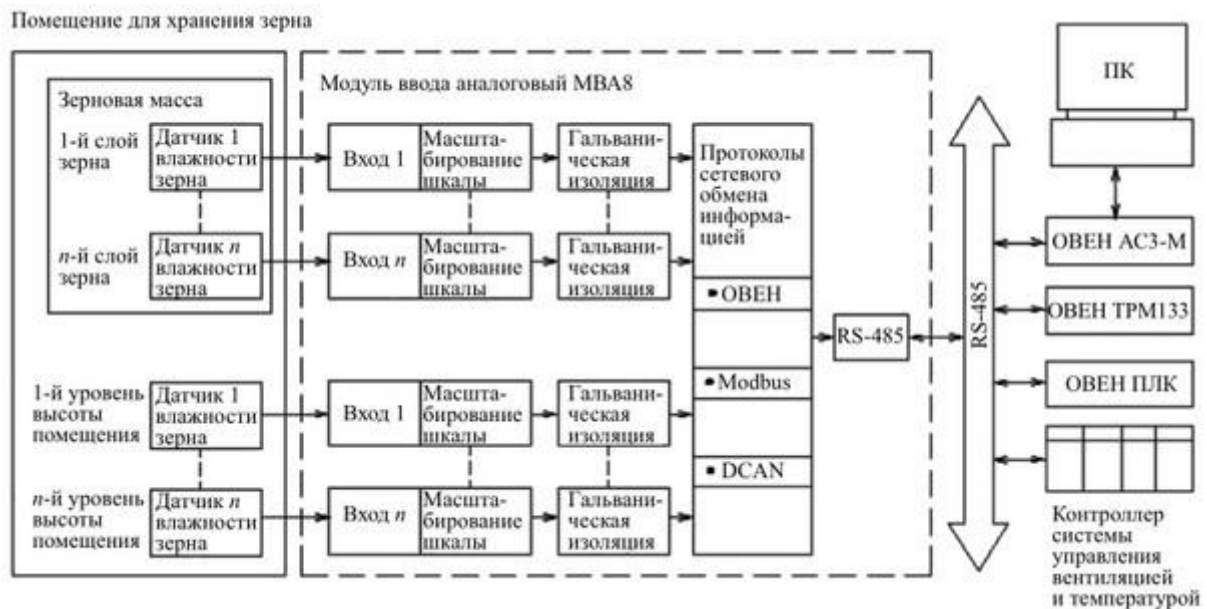 Помещение для хранения зерна
Зерновая масса
1-й слой
зерна
Датчик 1
влажности
зерна
n-й слой
зерна
Датчик n
влажности
зерна
1-й уровень
высоты
помещения
Датчик 1
влажности
зерна
n-й уровень
высоты
помещения
Датчик n
влажности
зерна
Модуль ввода аналоговый МВА8
Вход 1
Масшта-
бирование
шкалы
Гальвани-
ческая
изоляция
Вход n
Масшта-
бирование
шкалы
Гальвани-
ческая
изоляция
Вход 1
Масшта-
бирование
шкалы
Гальвани-
ческая
изоляция
Вход n
Масшта-
бирование
шкалы
Гальвани-
ческая
изоляция
Протоколы
сетевого
обмена
информа-
цией
• ОВЕН
• Modbus
• DCAN
RS-485
RS-485
ПК
ОВЕН АС3-М
ОВЕН ТРМ133
ОВЕН ПЛК
Контроллер
системы
управления
вентиляцией
и температурой